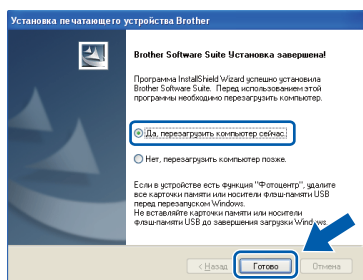 Установка печатающего устройства Brother
Brother Software Suite Установка завершена!
Программа InstallShield Wizard успешно установила
Brother Software Suite. Перед использованием этой
программы необходимо перезагрузить компьютер.
Да, перезагрузить компьютер сейчас.
Нет, перезагрузить компьютер позже.
Если в устройстве есть функция "Фотоцентр", удалите
все карточки памяти или носители флэш-памяти USB
перед перезапуском Windows.
Не вставляйте карточки памяти или носители
флэш-памяти USB до завершения загрузки Windows.
< Назад
Готово
Отмена